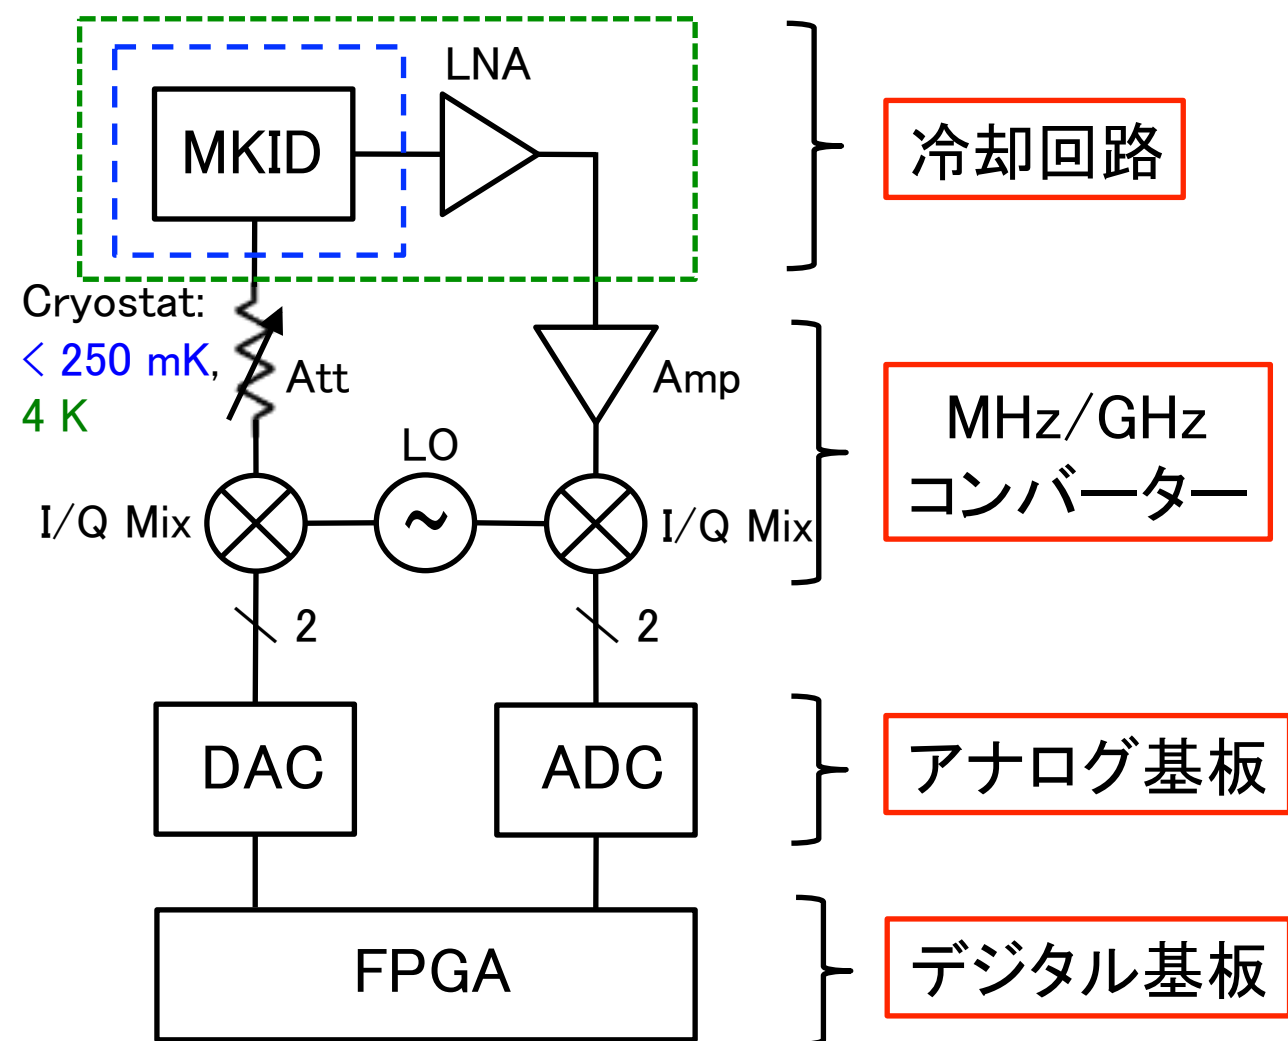 LNA
MKID
冷却回路
Cryostat:
< 250 mK,
4 K
Att
Amp
MHz/GHz
コンバーター
LO
I/Q Mix
~
I/Q Mix
2
2
DAC
ADC
アナログ基板
FPGA
デジタル基板